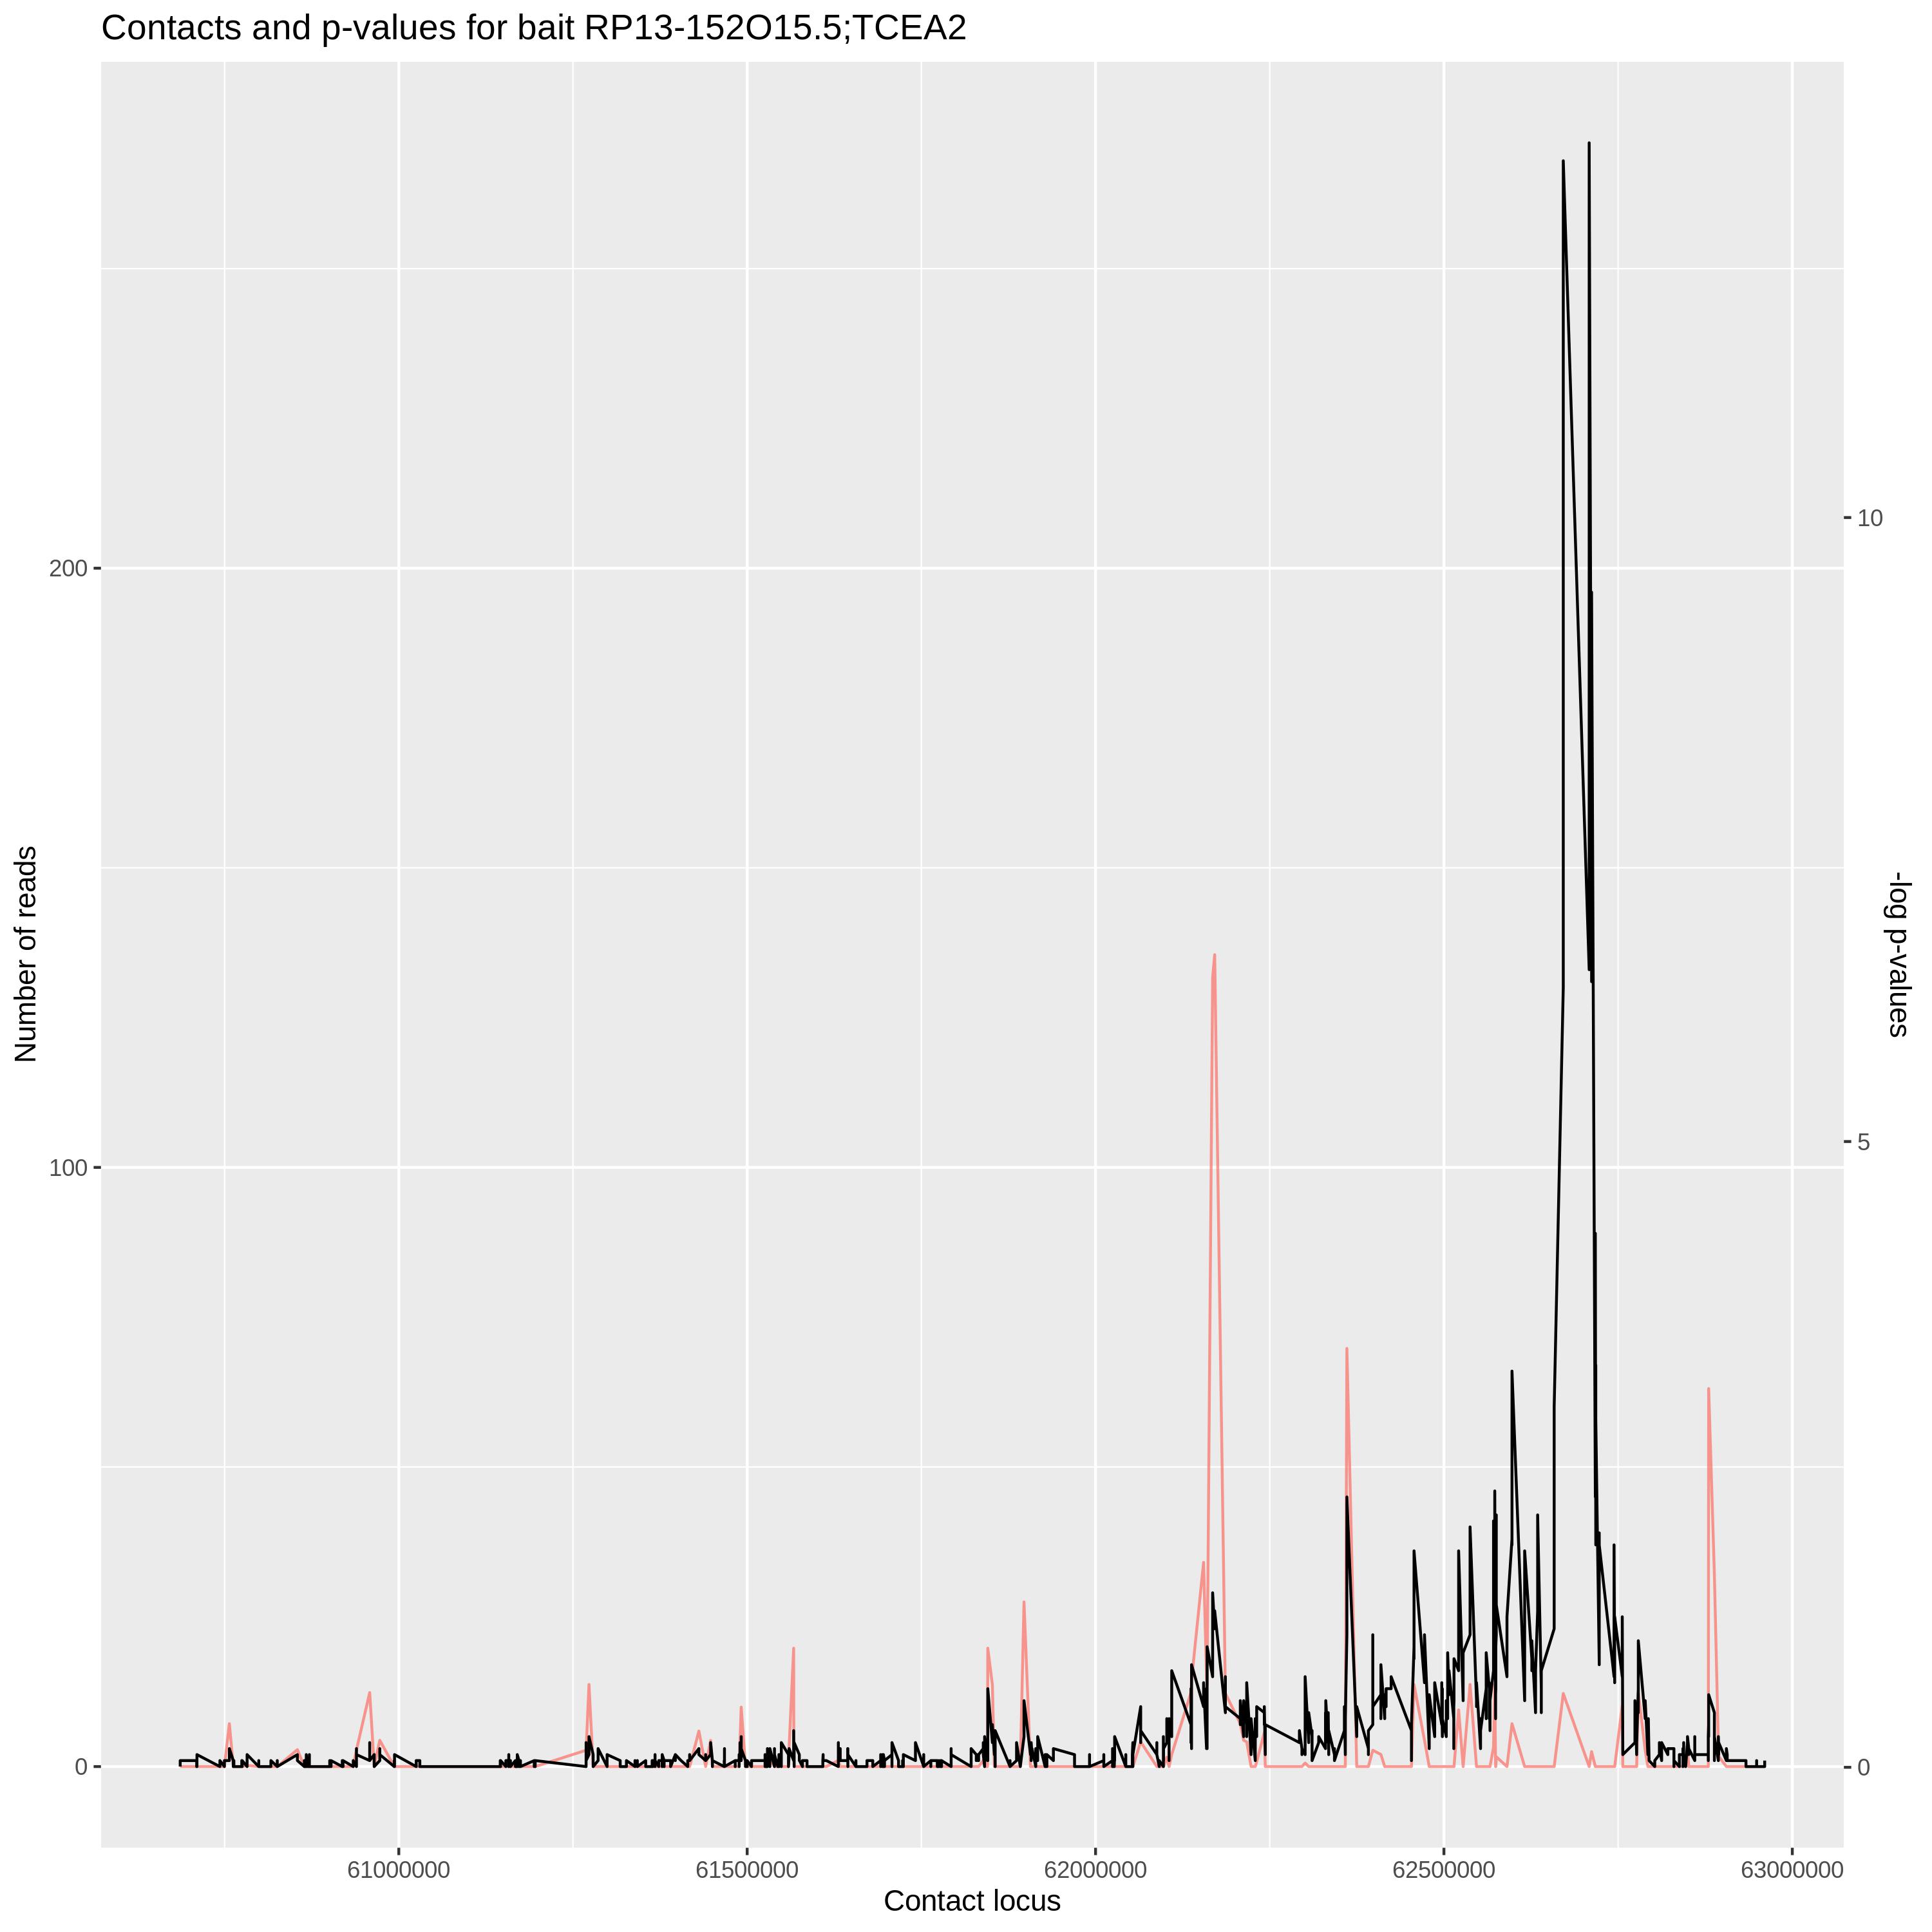 Contacts and p-values for bait RP13-152O15.5;TCEA2
Number of reads
200
100
0
10
5
0
-log p-values
61000000
61500000
62000000
62500000
63000000
Contact locus